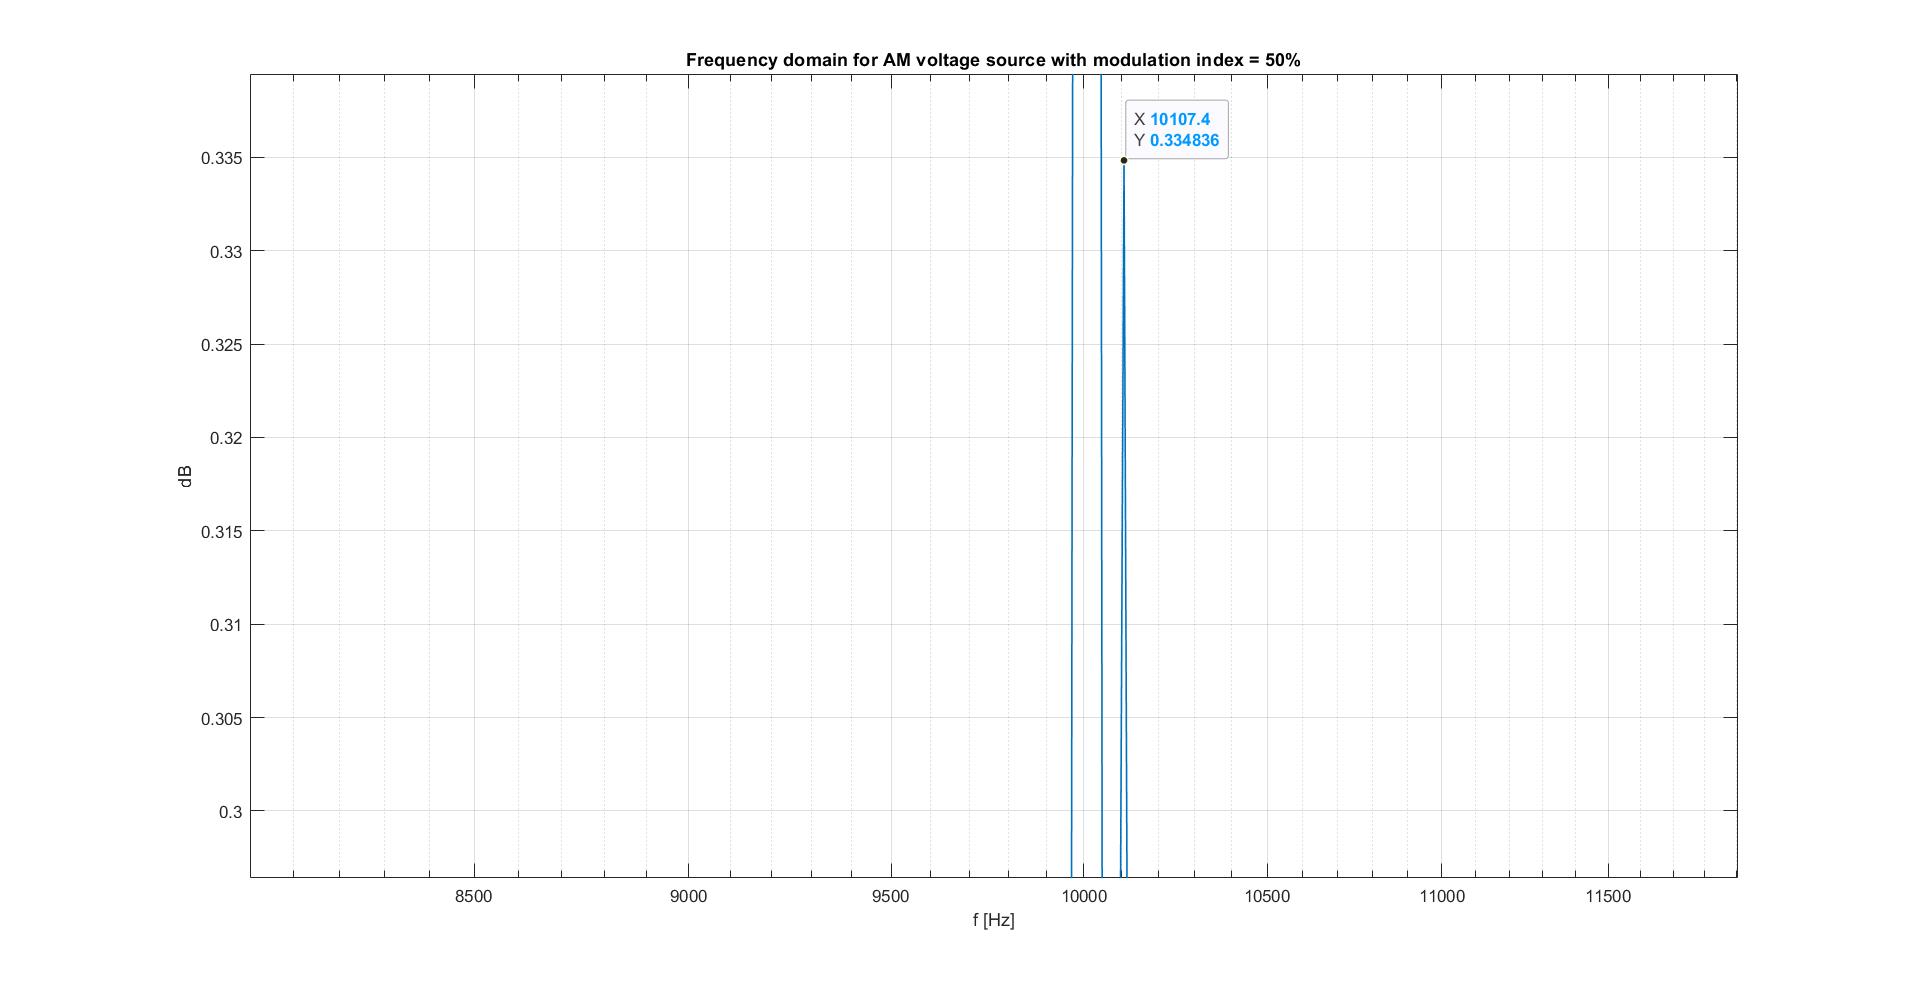 Frequency domain for AM voltage source with modulation index = 50%
X 10107.4
Y 0.334836
0.335
0.33
0.325
0.32
0.315
0.31
0.305
0.3
dB
8500 9000 9500 10000 10500 11000 11500
f [Hz]